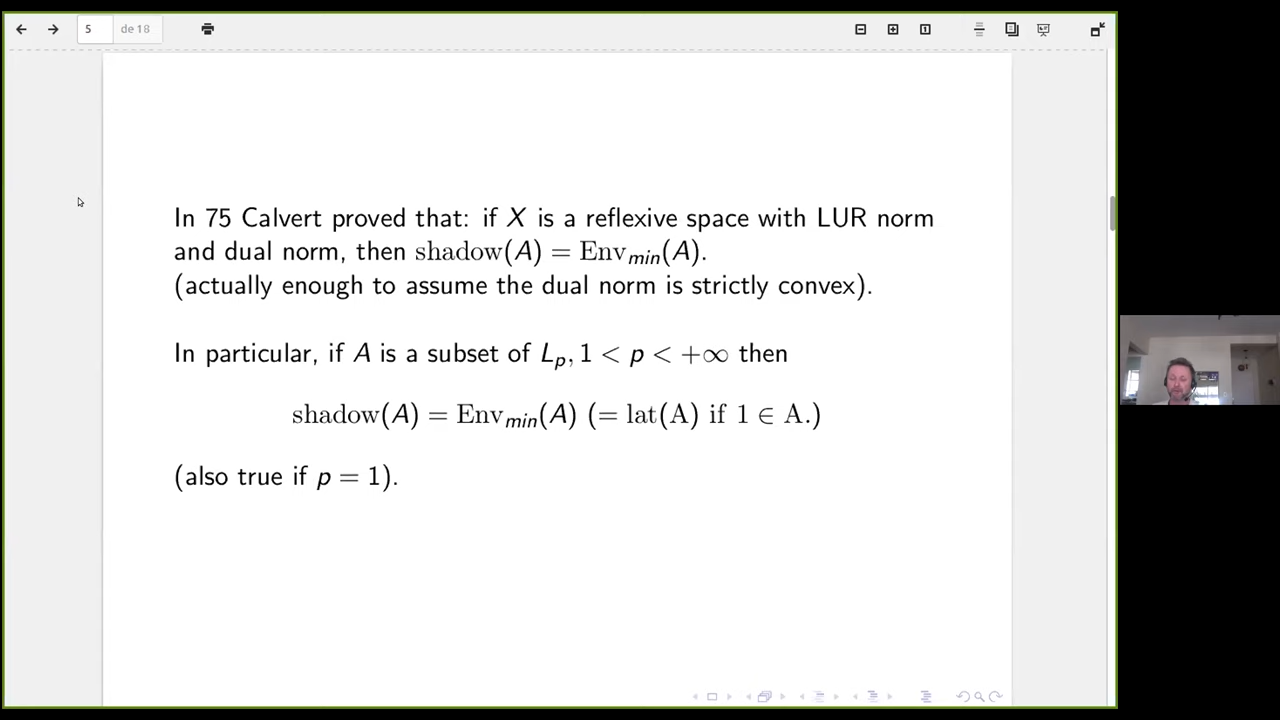 5 de 18
In 75 Calvert proved that: if X is a reflexive space with LUR norm
and dual norm, then shadow(A) = Env_min(A).
(actually enough to assume the dual norm is strictly convex).
In particular, if A is a subset of L_p, 1 < p < +∞ then
shadow(A) = Env_min(A) (= lat(A) if 1 ∈ A.)
(also true if p = 1).